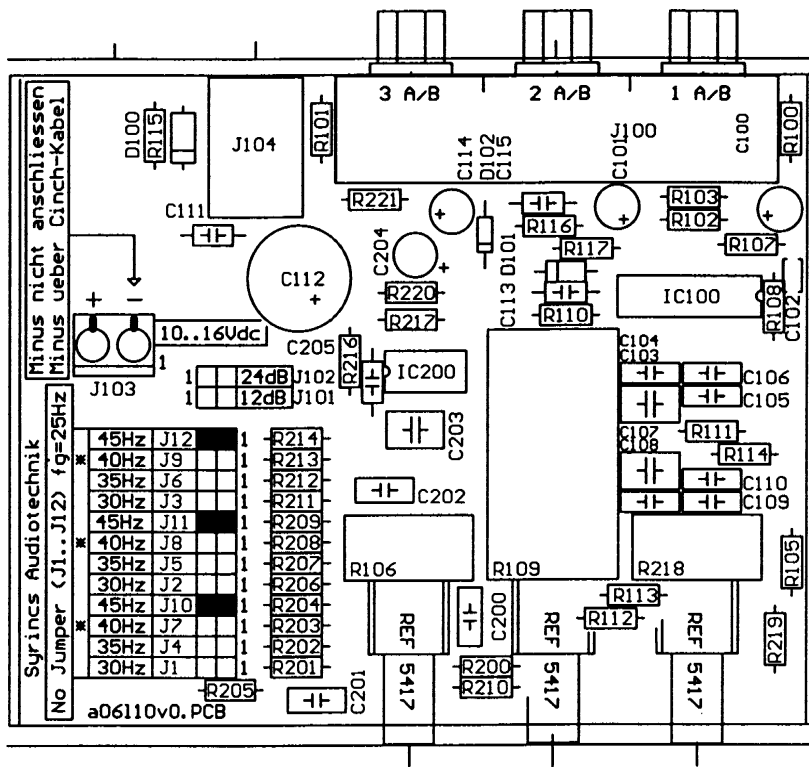 3 A/B
2 A/B
1 A/B
Minus nicht anschliessen
Minus ueber Cinch-Kabel
D100
R115
J104
R101
C114
D102
C115
C101
J100
C100
R100
R221
R116
R103
R102
C111
C204
R117
R107
C112
+
+
+
+
+
D101
C113
R220
R217
R110
IC100
R108
C102
+
-
10..16Vdc
1
J103
C205
R216
IC200
C104
C103
C106
C105
1
24dB
J102
1
12dB
J101
C203
C107
C108
R111
R114
C110
C109
C202
Syrincs Audiotechnik
No Jumper (J1..J12) fg=25Hz
45Hz J12 1 R214
* 40Hz J9 R213
35Hz J6 R212
30Hz J3 R211
45Hz J11 1 R209
* 40Hz J8 R208
35Hz J5 R207
30Hz J2 R206
45Hz J10 1 R204
* 40Hz J7 1 R203
35Hz J4 1 R202
30Hz J1 1 R201
R106
R109
R218
R105
R113
R112
C200
R219
REF 5417
REF 5417
REF 5417
R200
R210
R205
C201
a06110v0.PCB